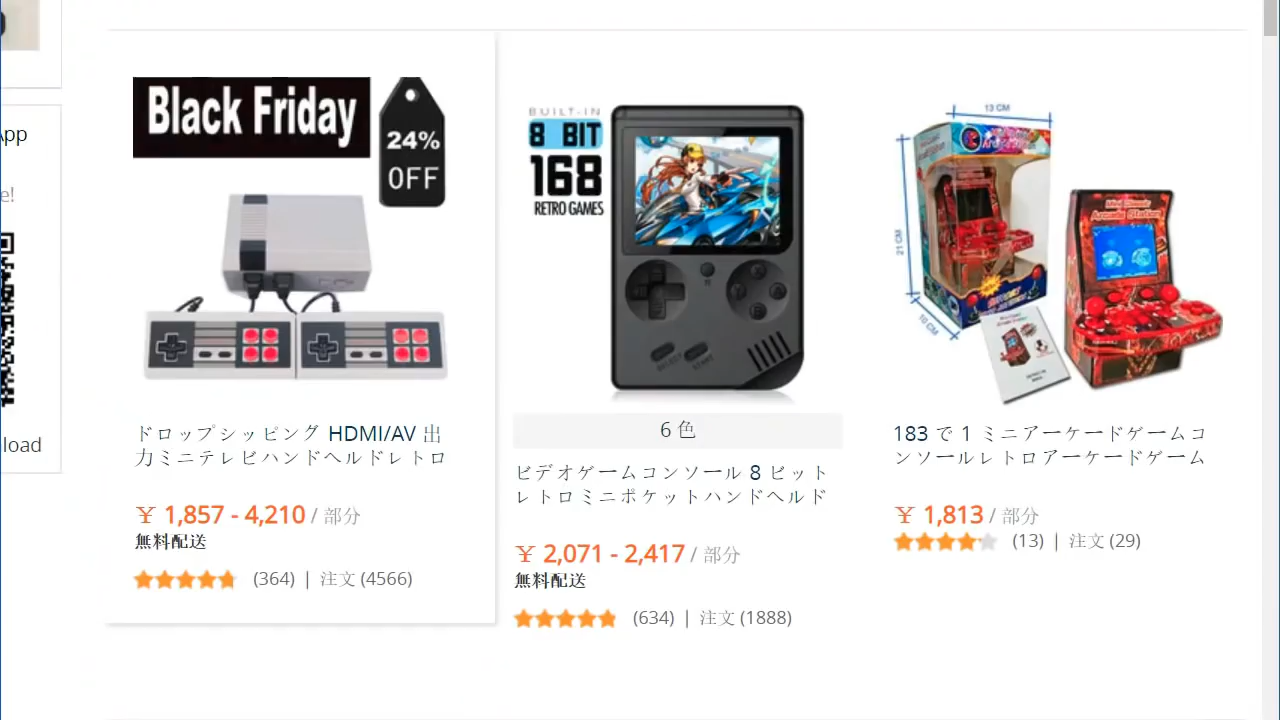 App
e!
load
Black Friday
24%
OFF
ドロップシッピング HDMI/AV 出
力ミニテレビハンドヘルドレトロ
￥ 1,857 - 4,210 / 部分
無料配送
(364) | 注文 (4566)
BUILT-IN
8 BIT
168
RETRO GAMES
SELECT
START
6 色
ビデオゲームコンソール 8 ビット
レトロミニポケットハンドヘルド
￥ 2,071 - 2,417 / 部分
無料配送
(634) | 注文 (1888)
13 CM
21 CM
10 CM
Mini Classic
Arcade Station
183 で 1 ミニアーケードゲームコ
ンソールレトロアーケードゲーム
￥ 1,813 / 部分
(13) | 注文 (29)